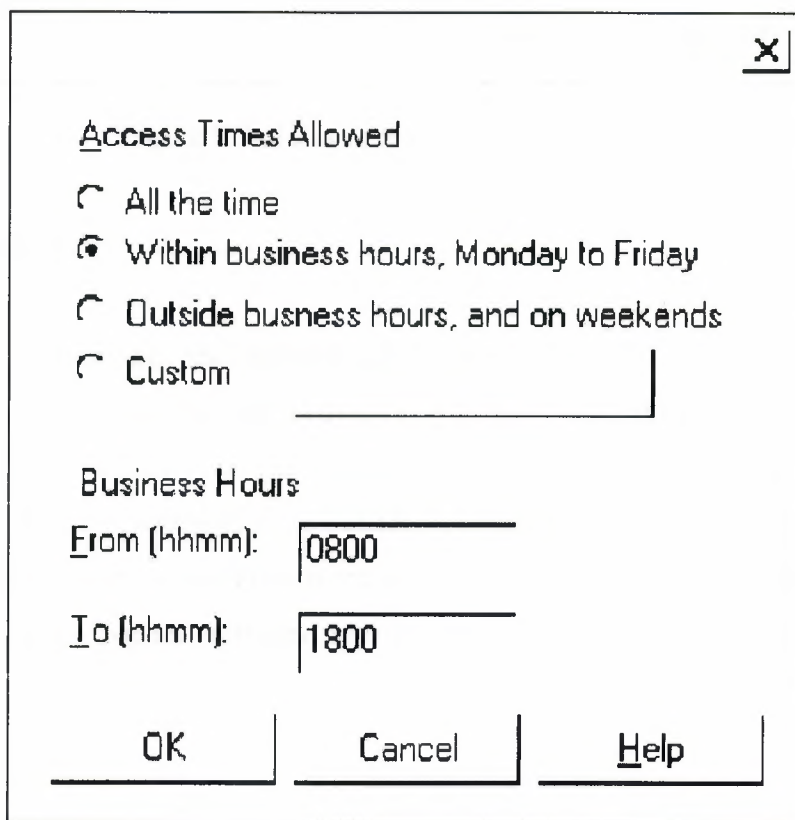 Access Times Allowed
All the time
Within business hours, Monday to Friday
Outside busness hours, and on weekends
Custom
Business Hours
From (hhmm): 0800
To (hhmm): 1800
OK Cancel Help